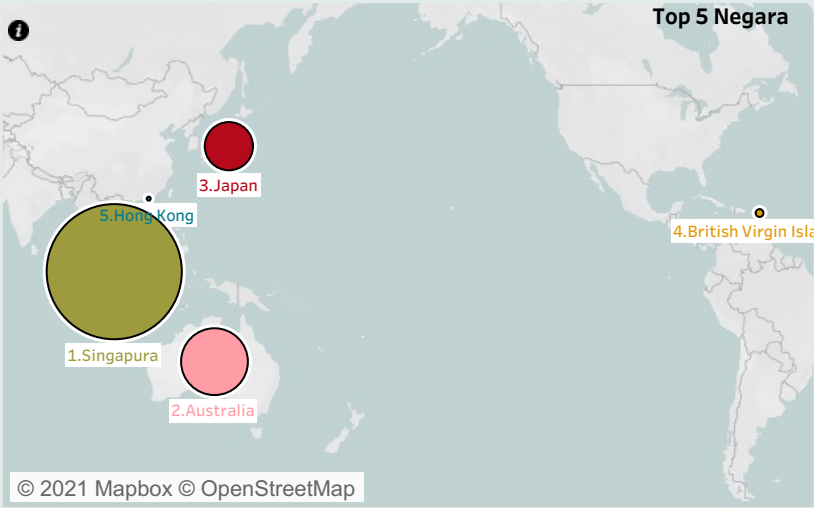 Top 5 Negara
3.Japan
5.Hong Kong
4.British Virgin Isla
1.Singapura
2.Australia
© 2021 Mapbox © OpenStreetMap